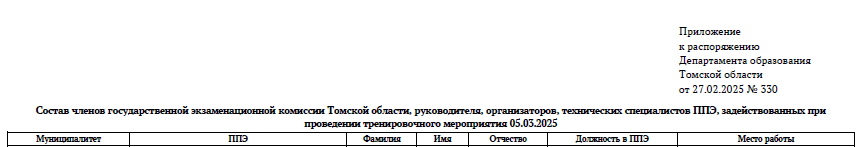 Приложение
к распоряжению
Департамента образования
Томской области
от 27.02.2025 № 330
Состав членов государственной экзаменационной комиссии Томской области, руководителя, организаторов, технических специалистов ППЭ, задействованных при
проведении тренировочного мероприятия 05.03.2025
Муниципалитет ППЭ Фамилия Имя Отчество Должность в ППЭ Место работы